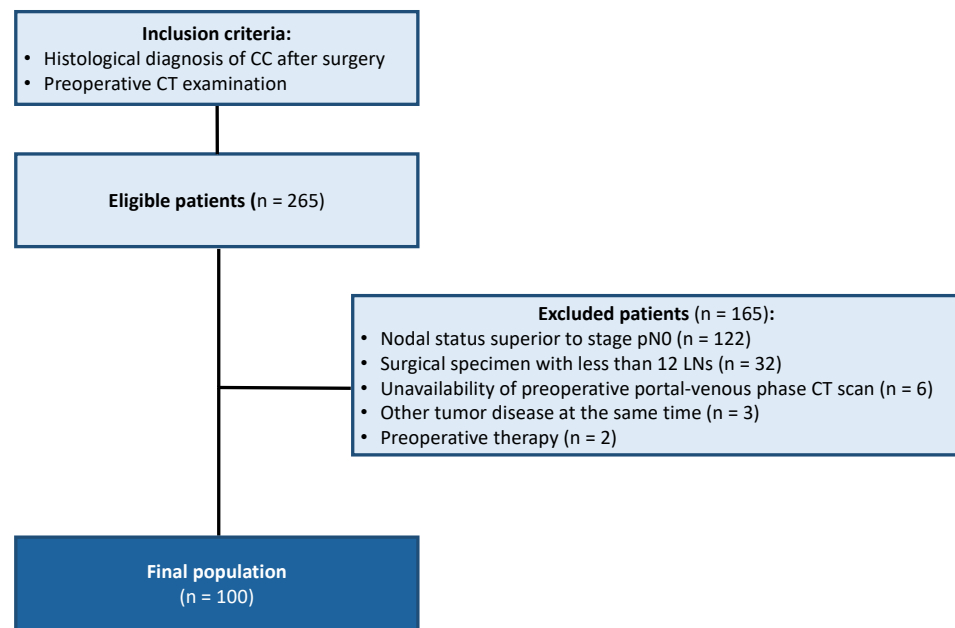 Inclusion criteria:
• Histological diagnosis of CC after surgery
• Preoperative CT examination
Eligible patients (n = 265)
Excluded patients (n = 165):
• Nodal status superior to stage pN0 (n = 122)
• Surgical specimen with less than 12 LNs (n = 32)
• Unavailability of preoperative portal-venous phase CT scan (n = 6)
• Other tumor disease at the same time (n = 3)
• Preoperative therapy (n = 2)
Final population
(n = 100)